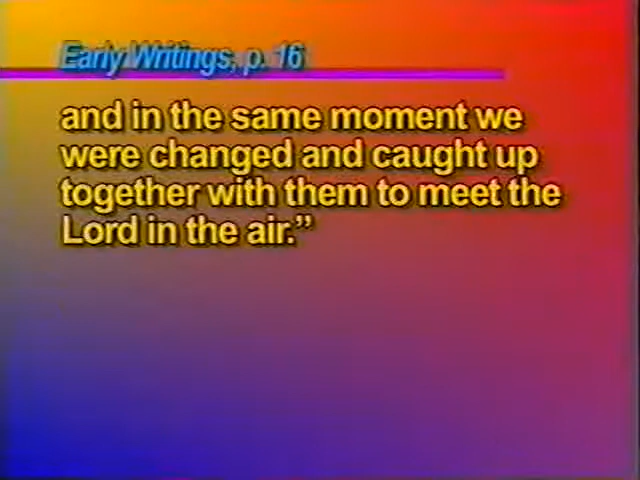 Early Writings, p. 16
and in the same moment we
were changed and caught up
together with them to meet the
Lord in the air.”